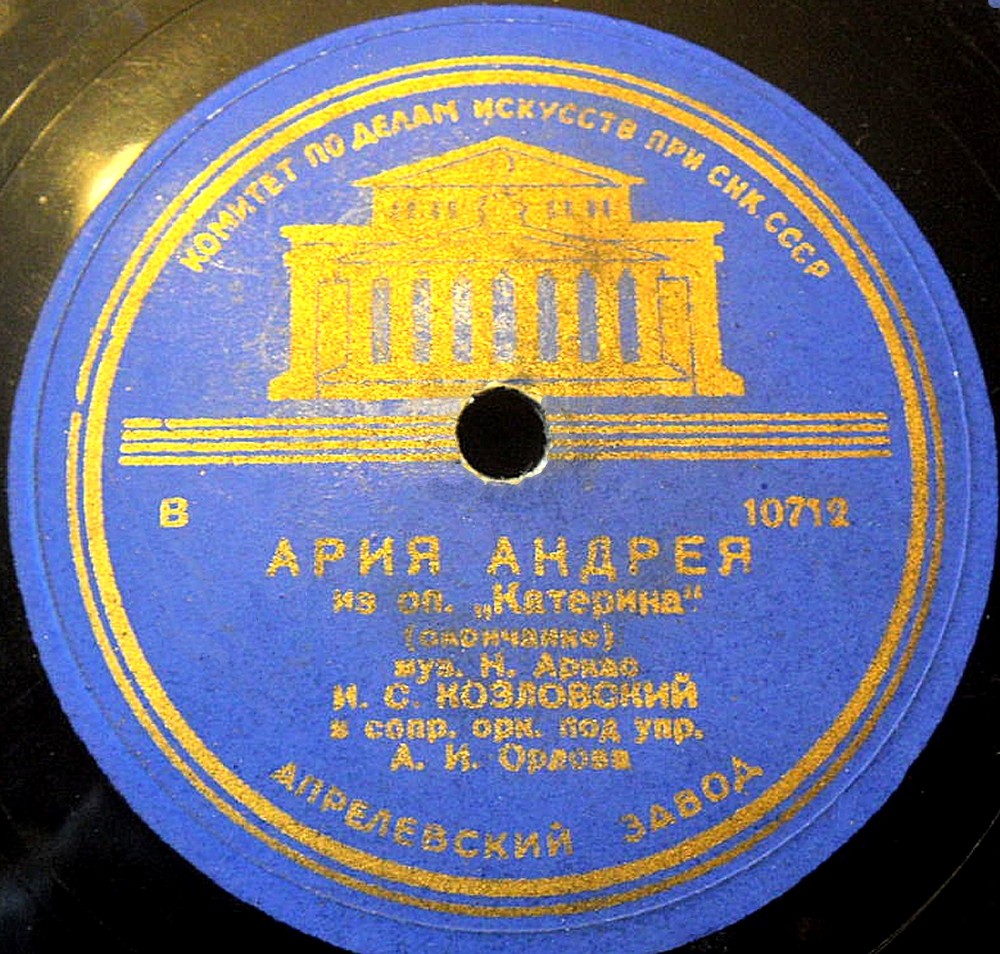 КОМИТЕТ ПО ДЕЛАМ ИСКУССТВ ПРИ СНК СССР
В 10712
АРИЯ АНДРЕЯ
из оп. „Катерина“
(окончание)
муз. Н. Аркас
И. С. КОЗЛОВСКИЙ
в сопр. орк. под упр.
А. И. Орлова
АПРЕЛЕВСКИЙ ЗАВОД